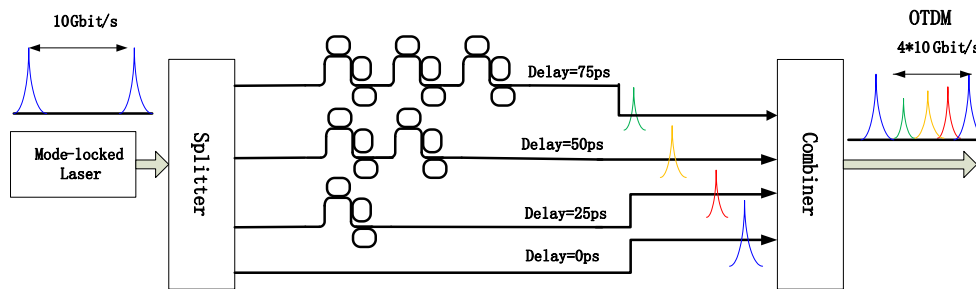 10Gbit/s
Mode-locked
Laser
Splitter
Delay=75ps
Delay=50ps
Delay=25ps
Delay=0ps
Combiner
OTDM
4*10 Gbit/s